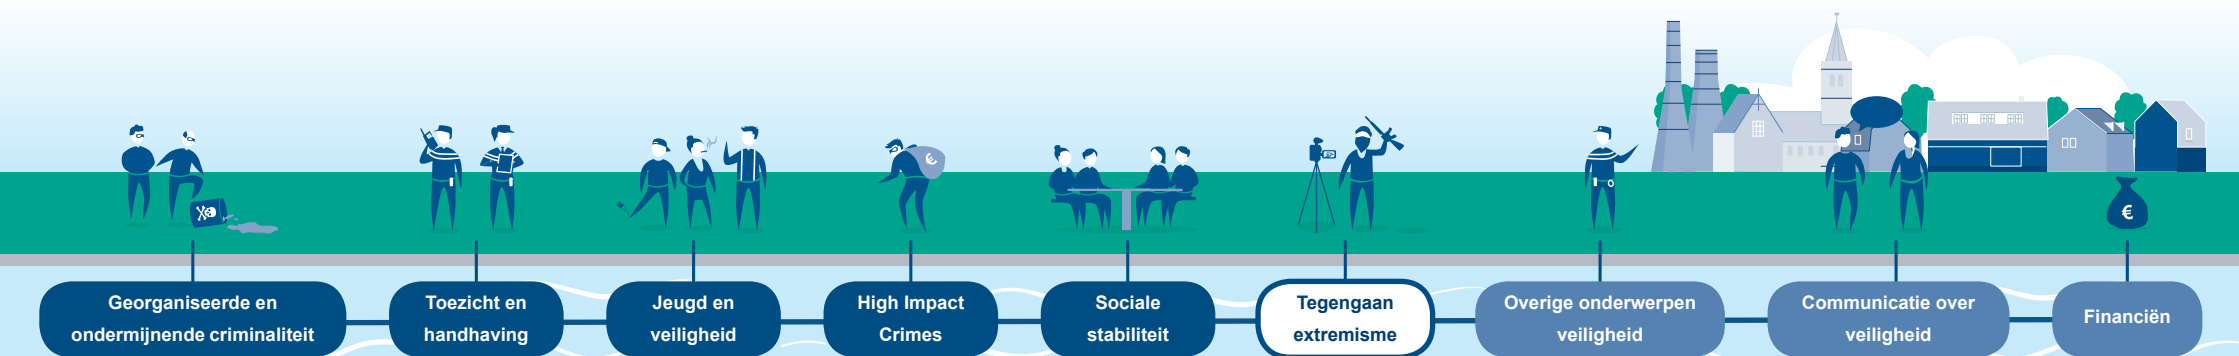 €
€
Georganiseerde en
ondermijnende criminaliteit
Toezicht en
handhaving
Jeugd en
veiligheid
High Impact
Crimes
Sociale
stabiliteit
Tegengaan
extremisme
Overige onderwerpen
veiligheid
Communicatie over
veiligheid
Financiën